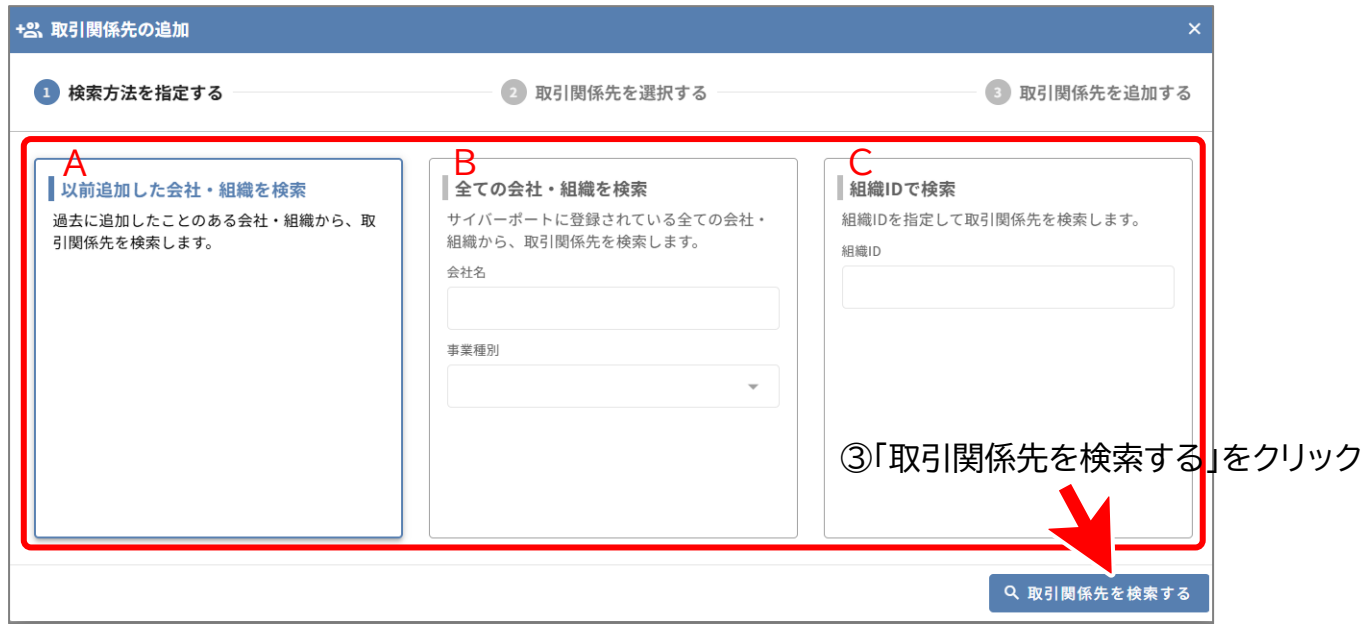 取引関係先の追加
1 検索方法を指定する
2 取引関係先を選択する
3 取引関係先を追加する
A
以前追加した会社・組織を検索
過去に追加したことのある会社・組織から、取
引関係先を検索します。
B
全ての会社・組織を検索
サイバーポートに登録されている全ての会社・
組織から、取引関係先を検索します。
会社名
事業種別
C
組織IDで検索
組織IDを指定して取引関係先を検索します。
組織ID
③「取引関係先を検索する」をクリック
取引関係先を検索する